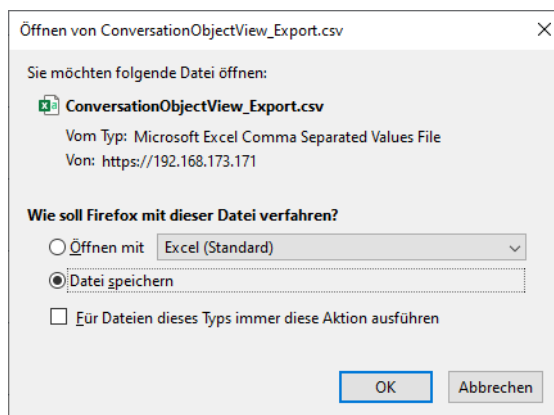 Öffnen von ConversationObjectView_Export.csv
Sie möchten folgende Datei öffnen:
ConversationObjectView_Export.csv
Vom Typ: Microsoft Excel Comma Separated Values File
Von: https://192.168.173.171
Wie soll Firefox mit dieser Datei verfahren?
Öffnen mit Excel (Standard)
Datei speichern
Für Dateien dieses Typs immer diese Aktion ausführen
OK Abbrechen